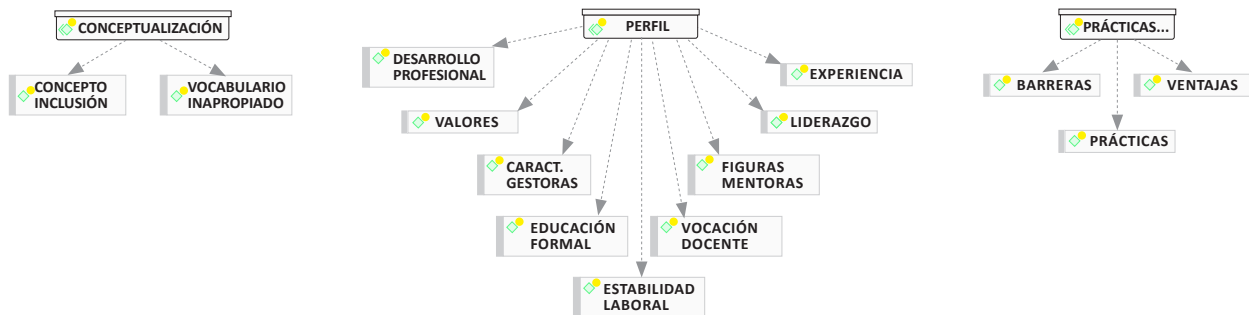 CONCEPTUALIZACIÓN
CONCEPTO
INCLUSIÓN
VOCABULARIO
INAPROPIADO
PERFIL
DESARROLLO
PROFESIONAL
EXPERIENCIA
VALORES
LIDERAZGO
CARACT.
GESTORAS
FIGURAS
MENTORAS
EDUCACIÓN
FORMAL
VOCACIÓN
DOCENTE
ESTABILIDAD
LABORAL
PRÁCTICAS...
BARRERAS
VENTAJAS
PRÁCTICAS